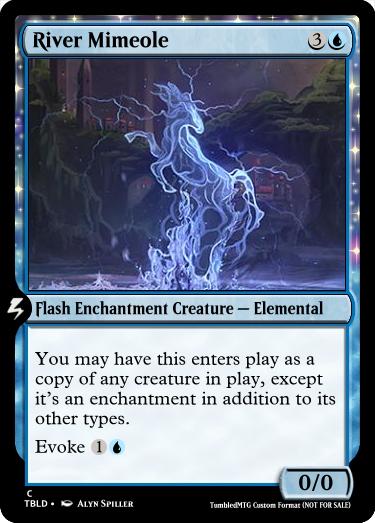 River Mimeole 3
Flash Enchantment Creature — Elemental
You may have this enters play as a
copy of any creature in play, except
it's an enchantment in addition to its
other types.
Evoke 1
0/0
C
TBLD • Alyn Spiller
TumbledMTG Custom Format (NOT FOR SALE)